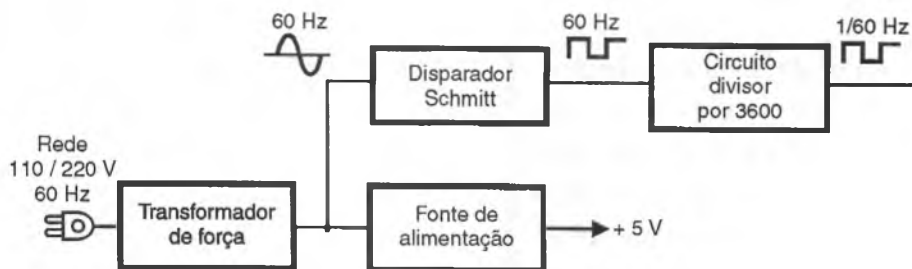 60 Hz
60 Hz
1/60 Hz
Disparador
Schmitt
Circuito
divisor
por 3600
Rede
110 / 220 V
60 Hz
Transformador
de força
Fonte de
alimentação
+ 5 V